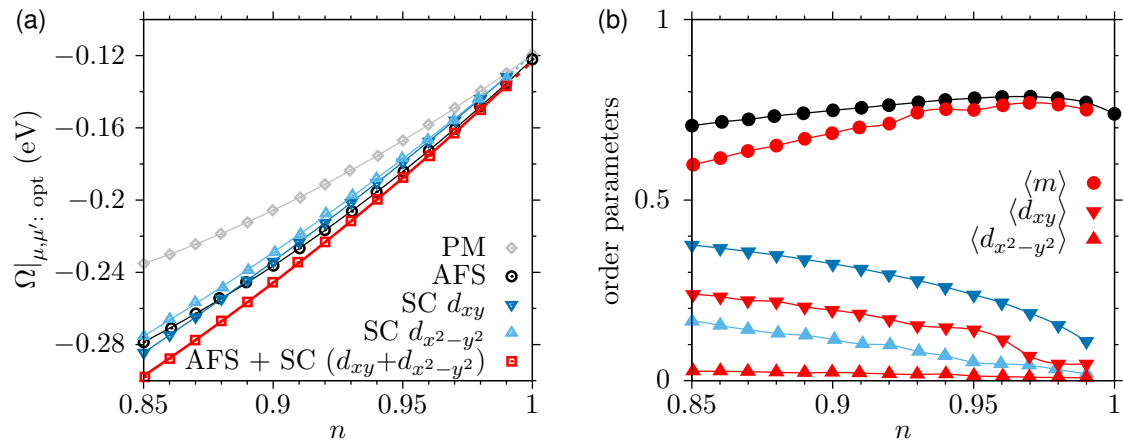 (a)
−0.12
−0.16
−0.2
−0.24
−0.28
Ω|μ,μ′: opt (eV)
PM
AFS
SC dxy
SC dx2−y2
AFS + SC (dxy+dx2−y2)
0.85
0.9
0.95
1
n
(b)
1
0.5
0
order parameters
⟨m⟩
⟨dxy⟩
⟨dx2−y2⟩
0.85
0.9
0.95
1
n